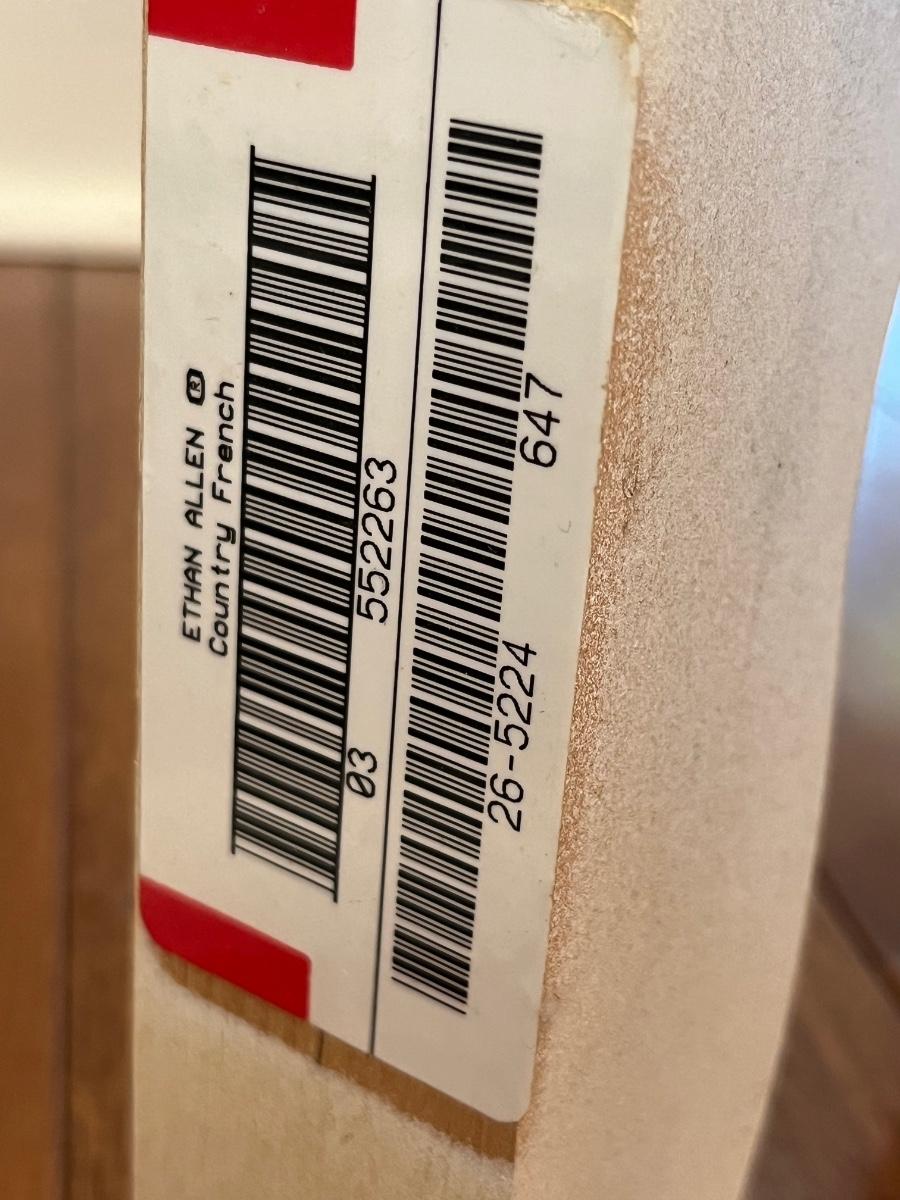 ETHAN ALLEN ®
Country French
03 552263
26-5224 647